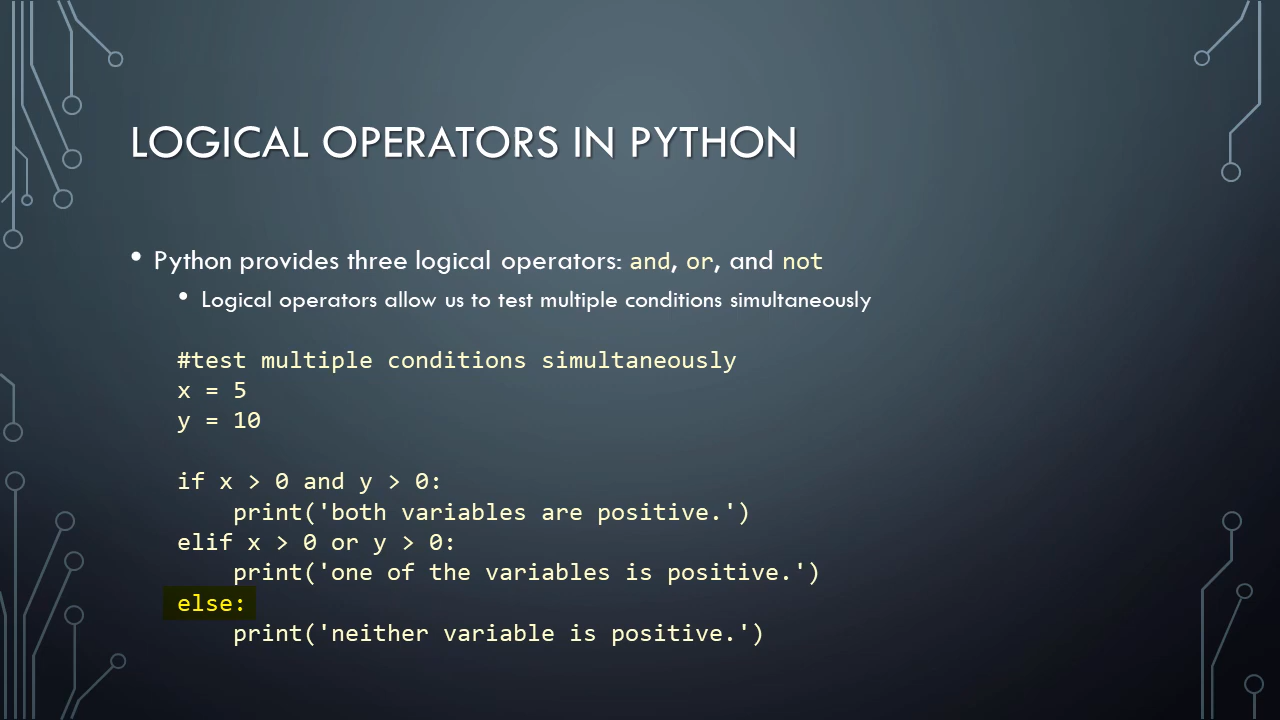 LOGICAL OPERATORS IN PYTHON
• Python provides three logical operators: and, or, and not
• Logical operators allow us to test multiple conditions simultaneously
#test multiple conditions simultaneously
x = 5
y = 10
if x > 0 and y > 0:
    print('both variables are positive.')
elif x > 0 or y > 0:
    print('one of the variables is positive.')
else:
    print('neither variable is positive.')